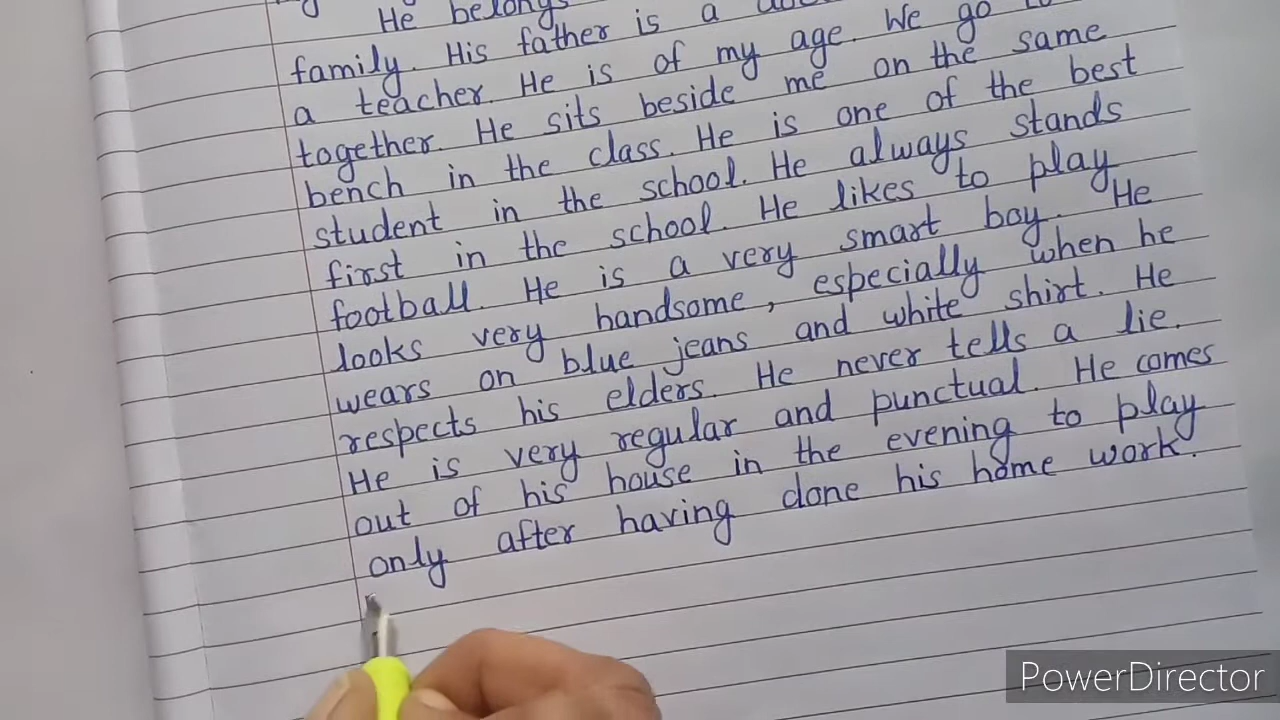 He belongs
family. His father is a
a teacher. He is of my age. We go to
together. He sits beside me on the same
bench in the class. He is one of the best
student in the school. He always stands
first in the school. He likes to play
football. He is a very smart boy. He
looks very handsome, especially when he
wears on blue jeans and white shirt. He
respects his elders. He never tells a lie.
He is very regular and punctual. He comes
out of his house in the evening to play
only after having done his home work.
PowerDirector